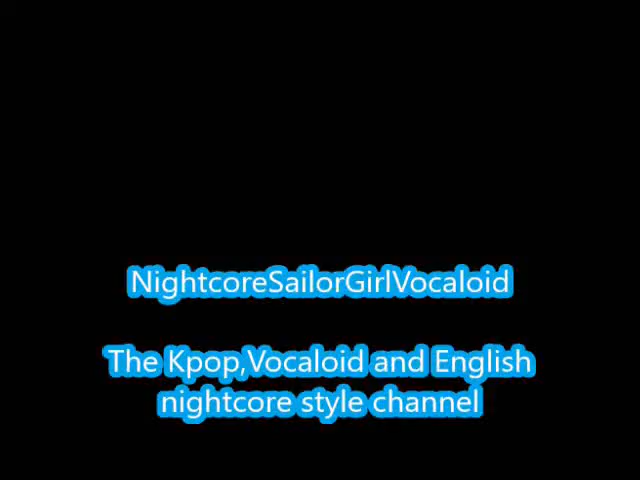 NightcoreSailorGirlVocaloid
The Kpop,Vocaloid and English
nightcore style channel